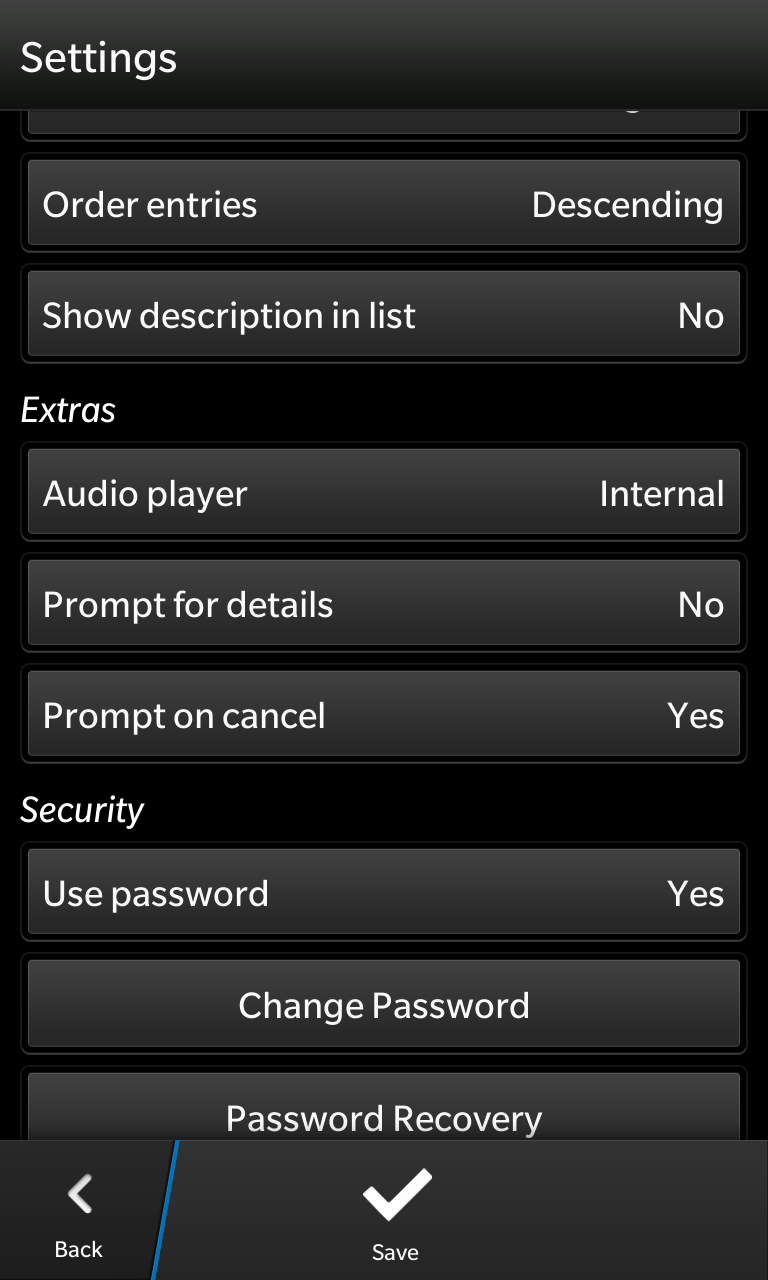 Settings
Order entries Descending
Show description in list No
Extras
Audio player Internal
Prompt for details No
Prompt on cancel Yes
Security
Use password Yes
Change Password
Password Recovery
Back Save